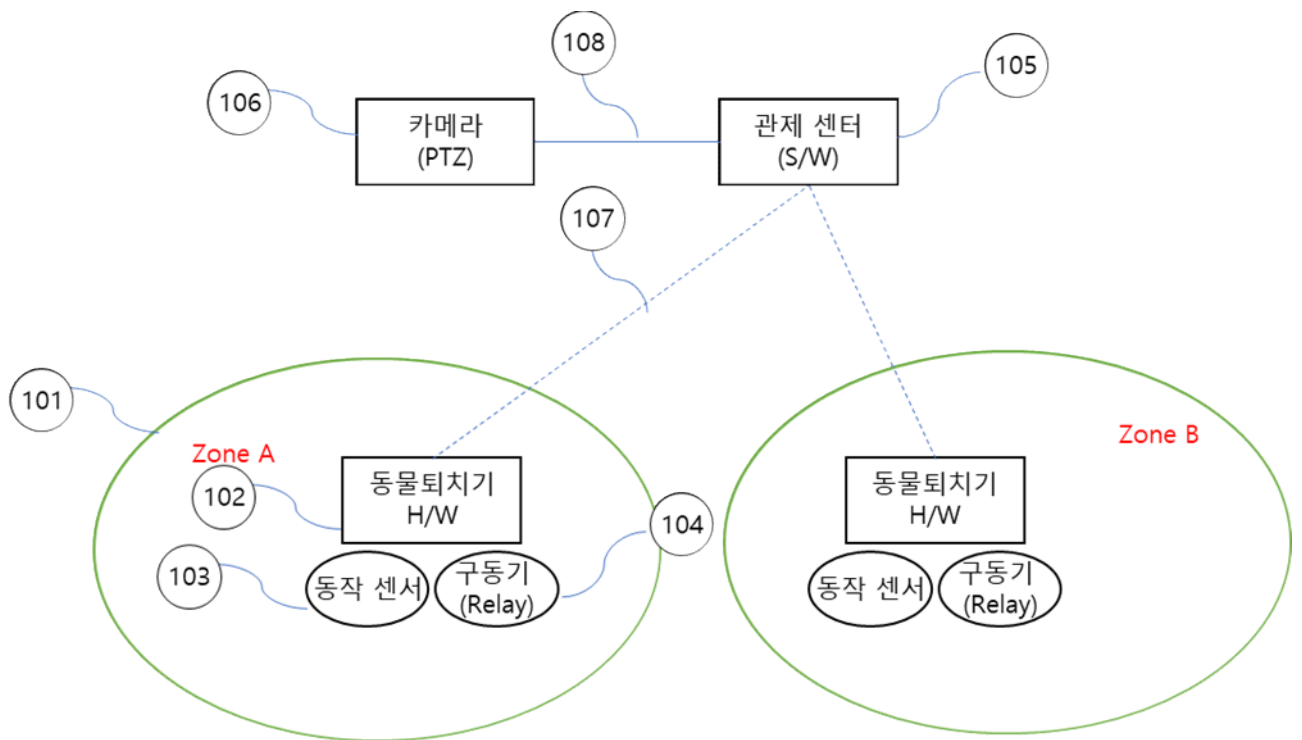 108
105
106
카메라
(PTZ)
관제 센터
(S/W)
107
101
Zone A
Zone B
102
동물퇴치기
H/W
동물퇴치기
H/W
104
103
동작 센서
구동기
(Relay)
동작 센서
구동기
(Relay)